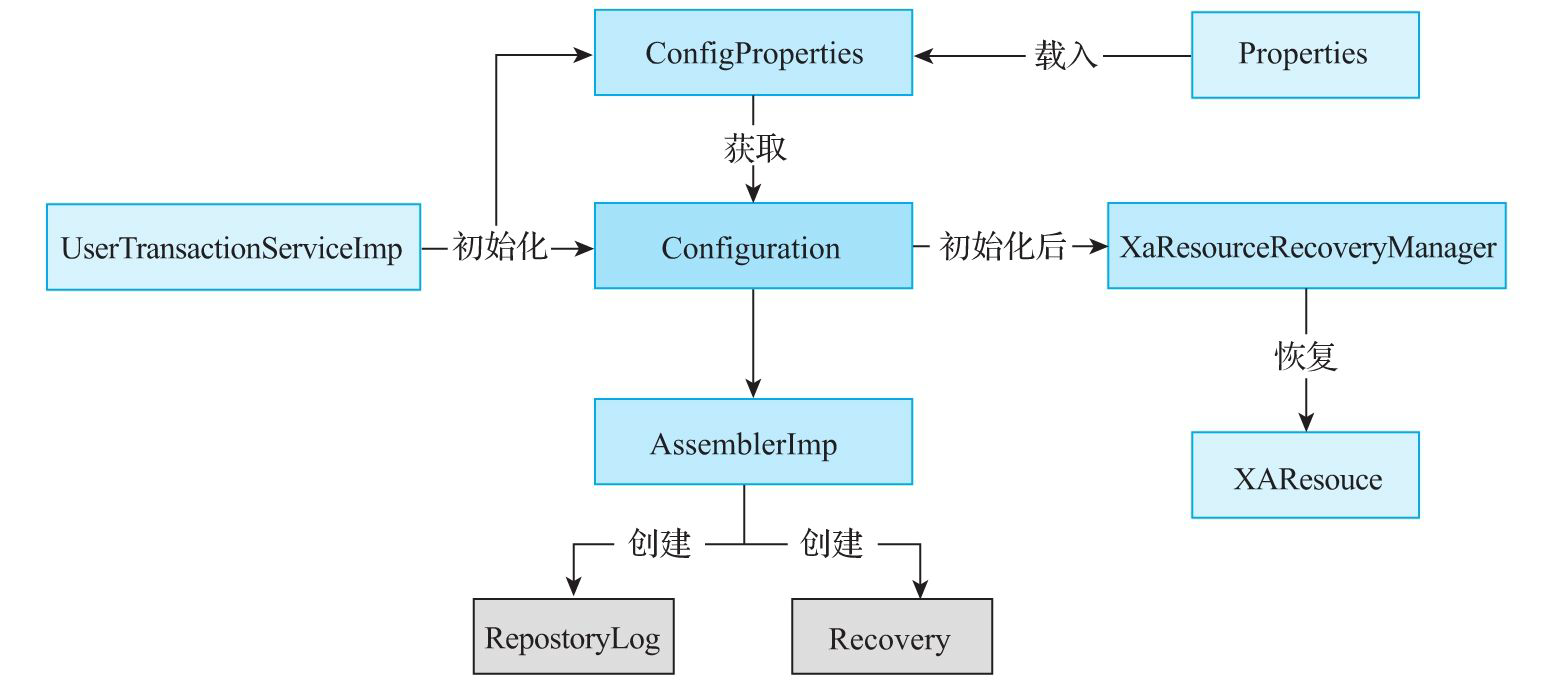 ConfigProperties
载入
Properties
获取
UserTransactionServiceImp
初始化
Configuration
初始化后
XaResourceRecoveryManager
恢复
AssemblerImp
XAResouce
创建
创建
RepostoryLog
Recovery